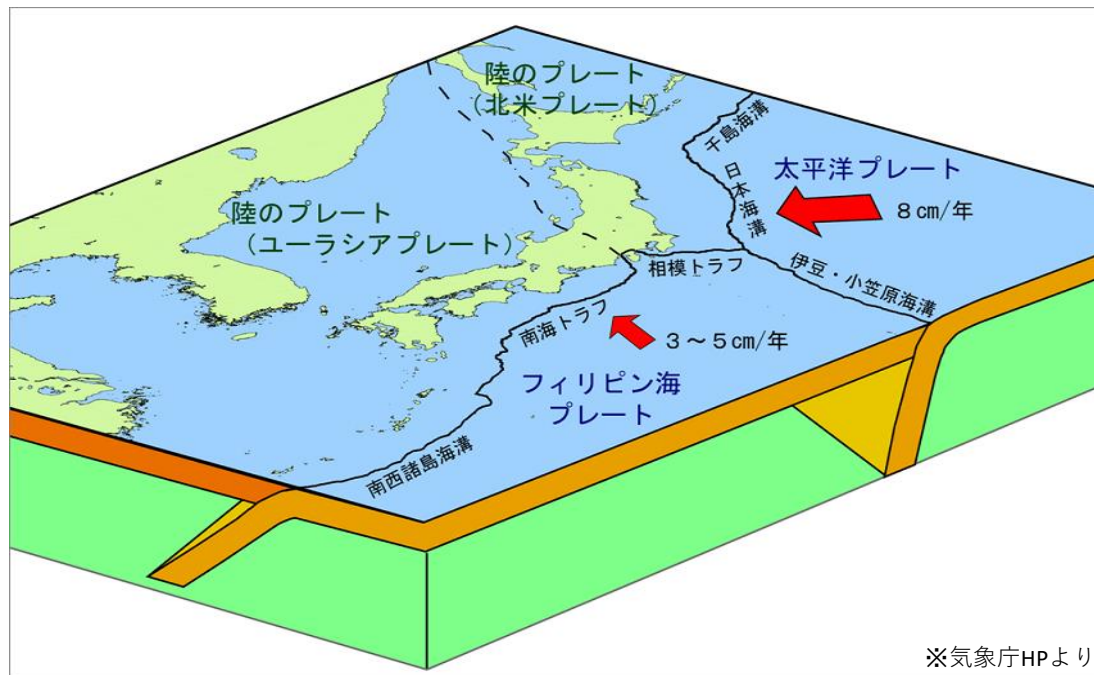 陸のプレート
(北米プレート)
千島海溝
太平洋プレート
日本海溝
8cm/年
陸のプレート
(ユーラシアプレート)
相模トラフ
伊豆・小笠原海溝
南海トラフ
3~5cm/年
フィリピン海
プレート
南西諸島海溝
※気象庁HPより